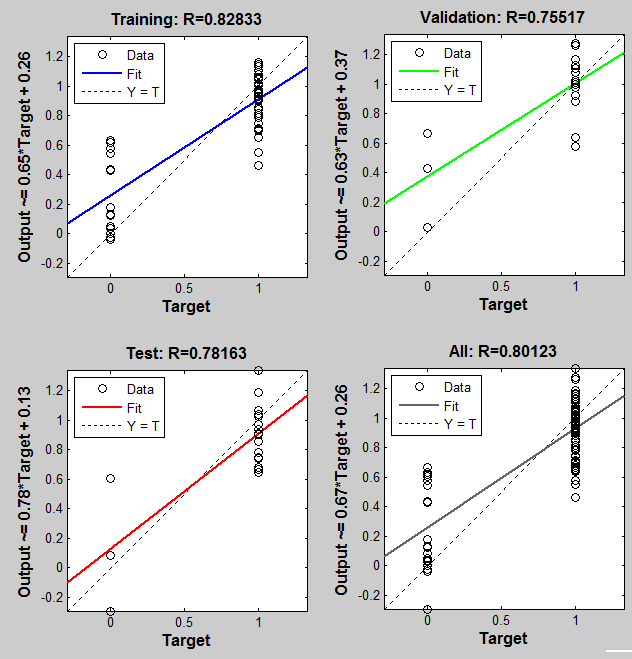 Training: R=0.82833
Output ~= 0.65*Target + 0.26
Data
Fit
Y = T
1.2
1
0.8
0.6
0.4
0.2
0
-0.2
0
0.5
1
Target
Validation: R=0.75517
Output ~= 0.63*Target + 0.37
Data
Fit
Y = T
1.2
1
0.8
0.6
0.4
0.2
0
-0.2
0
0.5
1
Target
Test: R=0.78163
Output ~= 0.78*Target + 0.13
Data
Fit
Y = T
1.2
1
0.8
0.6
0.4
0.2
0
-0.2
0
0.5
1
Target
All: R=0.80123
Output ~= 0.67*Target + 0.26
Data
Fit
Y = T
1.2
1
0.8
0.6
0.4
0.2
0
-0.2
0
0.5
1
Target